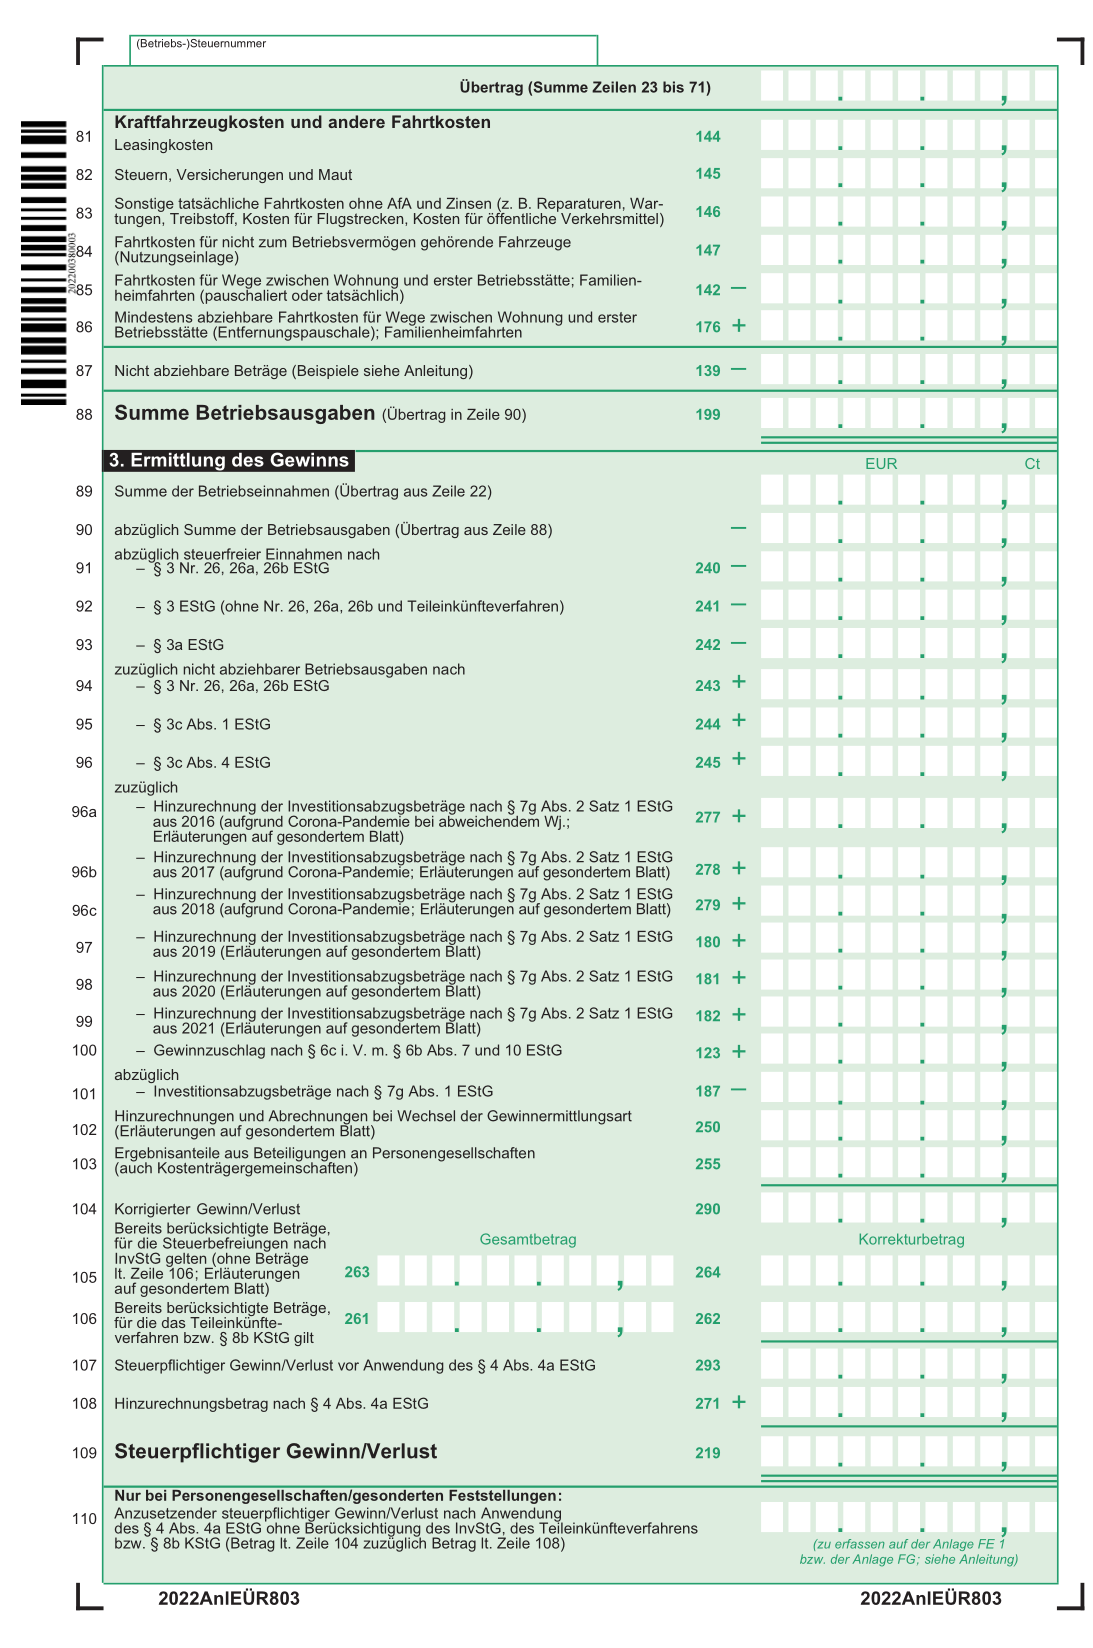 (Betriebs-)Steuernummer
Übertrag (Summe Zeilen 23 bis 71)
Kraftfahrzeugkosten und andere Fahrtkosten
81 Leasingkosten 144
82 Steuern, Versicherungen und Maut 145
Sonstige tatsächliche Fahrtkosten ohne AfA und Zinsen (z. B. Reparaturen, War-
83 tungen, Treibstoff, Kosten für Flugstrecken, Kosten für öffentliche Verkehrsmittel) 146
202200380003
84 Fahrtkosten für nicht zum Betriebsvermögen gehörende Fahrzeuge
(Nutzungseinlage) 147
85 Fahrtkosten für Wege zwischen Wohnung und erster Betriebsstätte; Familien-
heimfahrten (pauschaliert oder tatsächlich) 142 –
86 Mindestens abziehbare Fahrtkosten für Wege zwischen Wohnung und erster
Betriebsstätte (Entfernungspauschale); Familienheimfahrten 176 +
87 Nicht abziehbare Beträge (Beispiele siehe Anleitung) 139 –
88 Summe Betriebsausgaben (Übertrag in Zeile 90) 199
3. Ermittlung des Gewinns
EUR Ct
89 Summe der Betriebseinnahmen (Übertrag aus Zeile 22)
90 abzüglich Summe der Betriebsausgaben (Übertrag aus Zeile 88) –
abzüglich steuerfreier Einnahmen nach
91 – § 3 Nr. 26, 26a, 26b EStG 240 –
92 – § 3 EStG (ohne Nr. 26, 26a, 26b und Teileinkünfteverfahren) 241 –
93 – § 3a EStG 242 –
zuzüglich nicht abziehbarer Betriebsausgaben nach
94 – § 3 Nr. 26, 26a, 26b EStG 243 +
95 – § 3c Abs. 1 EStG 244 +
96 – § 3c Abs. 4 EStG 245 +
zuzüglich
96a – Hinzurechnung der Investitionsabzugsbeträge nach § 7g Abs. 2 Satz 1 EStG
aus 2016 (aufgrund Corona-Pandemie bei abweichendem Wj.; 277 +
Erläuterungen auf gesondertem Blatt)
– Hinzurechnung der Investitionsabzugsbeträge nach § 7g Abs. 2 Satz 1 EStG
96b aus 2017 (aufgrund Corona-Pandemie; Erläuterungen auf gesondertem Blatt) 278 +
– Hinzurechnung der Investitionsabzugsbeträge nach § 7g Abs. 2 Satz 1 EStG
96c aus 2018 (aufgrund Corona-Pandemie; Erläuterungen auf gesondertem Blatt) 279 +
– Hinzurechnung der Investitionsabzugsbeträge nach § 7g Abs. 2 Satz 1 EStG
97 aus 2019 (Erläuterungen auf gesondertem Blatt) 180 +
– Hinzurechnung der Investitionsabzugsbeträge nach § 7g Abs. 2 Satz 1 EStG
98 aus 2020 (Erläuterungen auf gesondertem Blatt) 181 +
– Hinzurechnung der Investitionsabzugsbeträge nach § 7g Abs. 2 Satz 1 EStG
99 aus 2021 (Erläuterungen auf gesondertem Blatt) 182 +
100 – Gewinnzuschlag nach § 6c i. V. m. § 6b Abs. 7 und 10 EStG 123 +
abzüglich
101 – Investitionsabzugsbeträge nach § 7g Abs. 1 EStG 187 –
Hinzurechnungen und Abrechnungen bei Wechsel der Gewinnermittlungsart
102 (Erläuterungen auf gesondertem Blatt) 250
Ergebnisanteile aus Beteiligungen an Personengesellschaften
103 (auch Kostenträgergemeinschaften) 255
104 Korrigierter Gewinn/Verlust 290
Bereits berücksichtigte Beträge,
für die Steuerbefreiungen nach Gesamtbetrag Korrekturbetrag
InvStG gelten (ohne Beträge
105 lt. Zeile 106; Erläuterungen 263 264
auf gesondertem Blatt)
Bereits berücksichtigte Beträge,
106 für die das Teileinkünfte- 261 262
verfahren bzw. § 8b KStG gilt
107 Steuerpflichtiger Gewinn/Verlust vor Anwendung des § 4 Abs. 4a EStG 293
108 Hinzurechnungsbetrag nach § 4 Abs. 4a EStG 271 +
109 Steuerpflichtiger Gewinn/Verlust 219
Nur bei Personengesellschaften/gesonderten Feststellungen:
110 Anzusetzender steuerpflichtiger Gewinn/Verlust nach Anwendung
des § 4 Abs. 4a EStG ohne Berücksichtigung des InvStG, des Teileinkünfteverfahrens
bzw. § 8b KStG (Betrag lt. Zeile 104 zuzüglich Betrag lt. Zeile 108)
(zu erfassen auf der Anlage FE 1
bzw. der Anlage FG; siehe Anleitung)
2022AnlEÜR803 2022AnlEÜR803